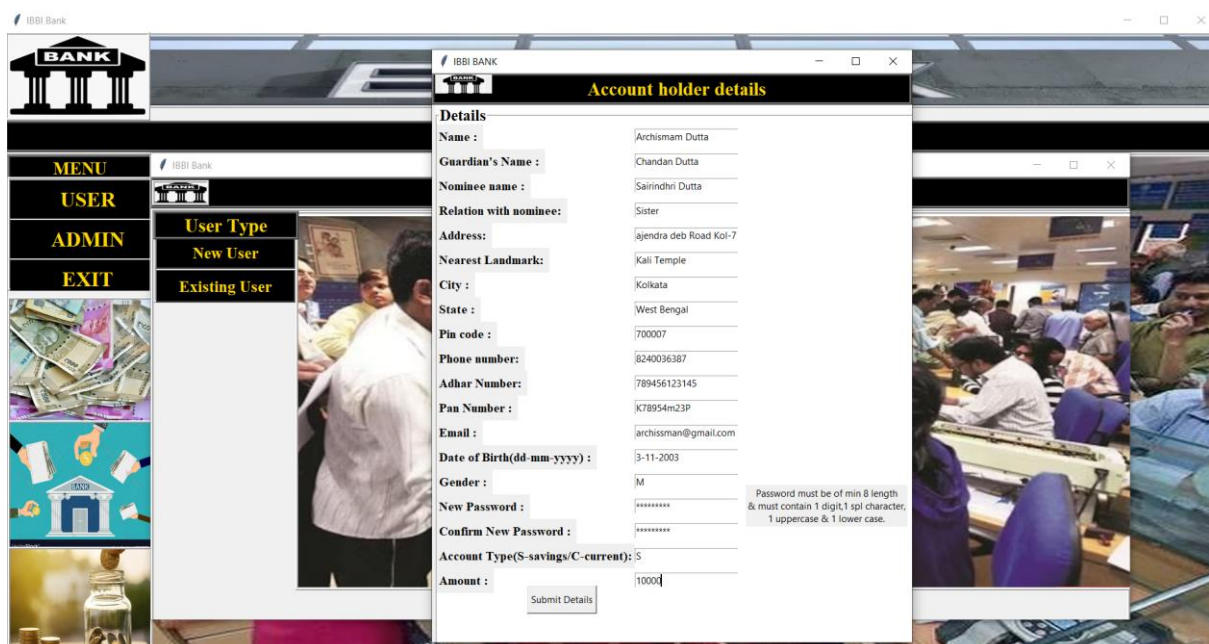 IBBI Bank
BANK
MENU
USER
ADMIN
EXIT
BANK
IBBI Bank
BANK
User Type
New User
Existing User
IBBI BANK
BANK
Account holder details
Details
Name : Archismam Dutta
Guardian's Name : Chandan Dutta
Nominee name : Sairindhri Dutta
Relation with nominee: Sister
Address: ajendra deb Road Kol-7
Nearest Landmark: Kali Temple
City : Kolkata
State : West Bengal
Pin code : 700007
Phone number: 8240036387
Adhar Number: 789456123145
Pan Number : K78954m23P
Email : archissman@gmail.com
Date of Birth(dd-mm-yyyy) : 3-11-2003
Gender : M
New Password : *********
Confirm New Password : *********
Password must be of min 8 length
& must contain 1 digit,1 spl character,
1 uppercase & 1 lower case.
Account Type(S-savings/C-current): S
Amount : 10000
Submit Details